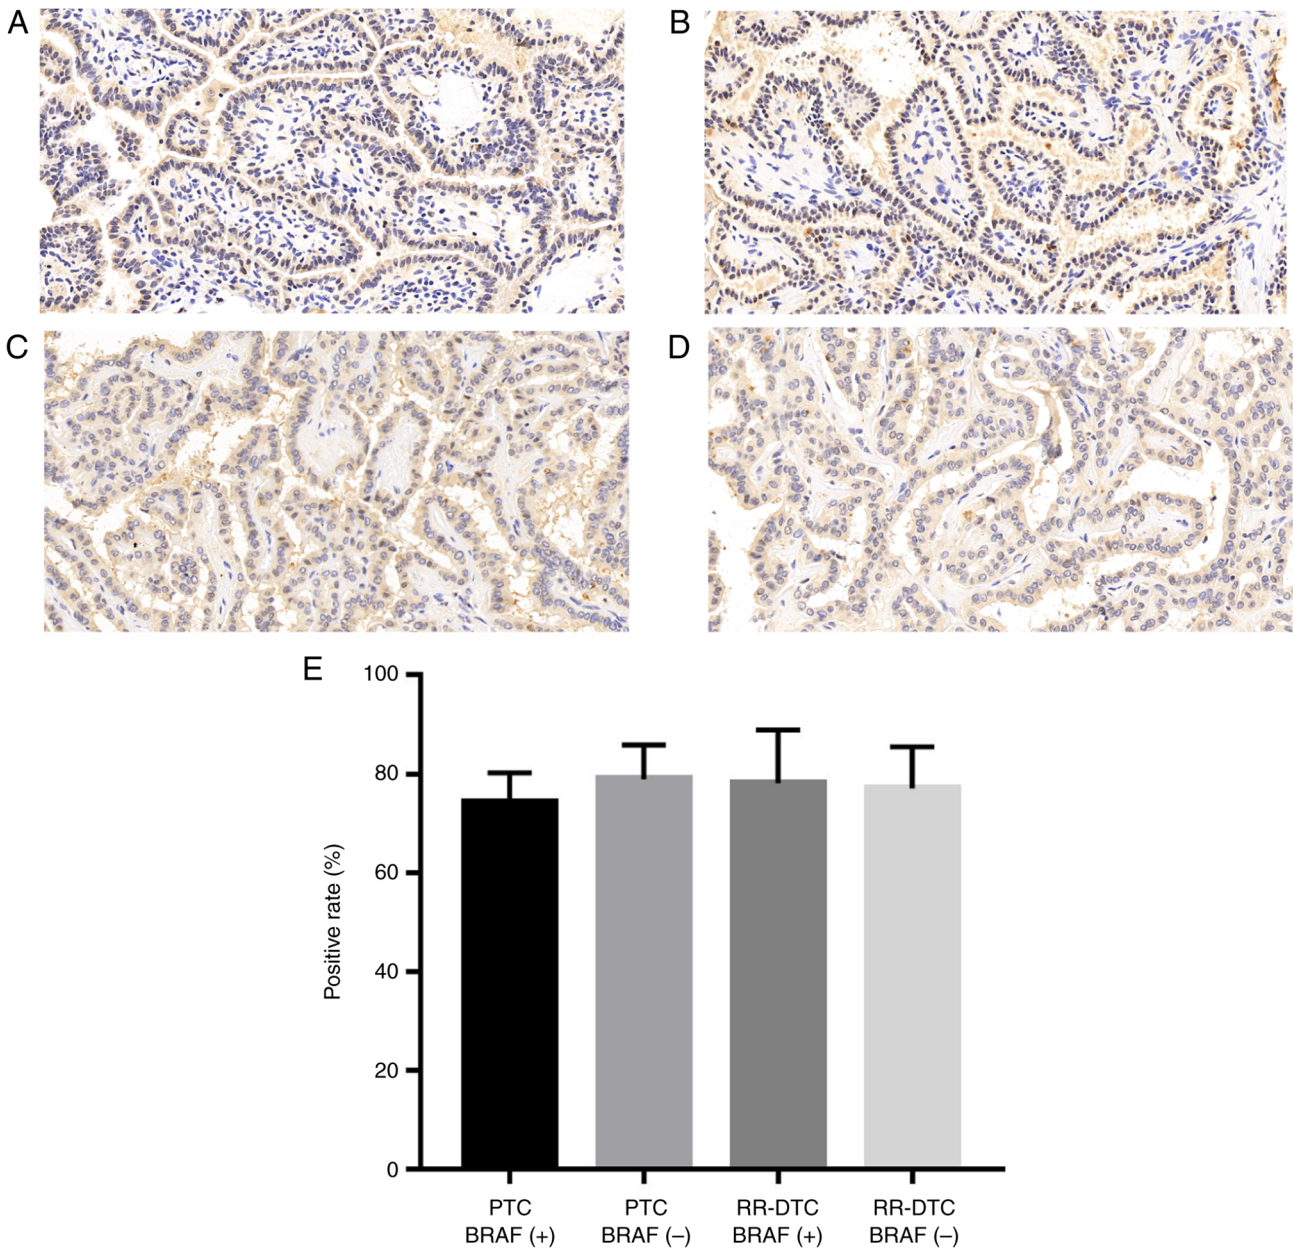 A
B
C
D
E
100
80
60
40
20
0
Positive rate (%)
PTC
BRAF (+)
PTC
BRAF (–)
RR-DTC
BRAF (+)
RR-DTC
BRAF (–)